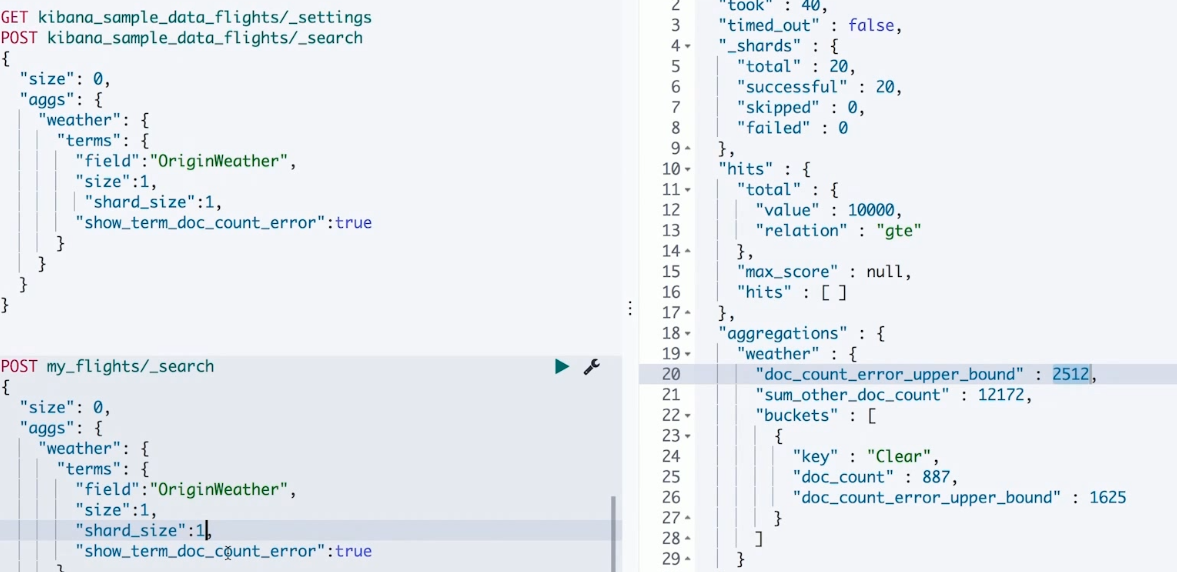 GET kibana_sample_data_flights/_settings
POST kibana_sample_data_flights/_search
{
"size": 0,
"aggs": {
"weather": {
"terms": {
"field":"OriginWeather",
"size":1,
"shard_size":1,
"show_term_doc_count_error":true
}
}
}
}
POST my_flights/_search
{
"size": 0,
"aggs": {
"weather": {
"terms": {
"field":"OriginWeather",
"size":1,
"shard_size":1,
"show_term_doc_count_error":true
2 "took" : 40,
3 "timed_out" : false,
4 "_shards" : {
5 "total" : 20,
6 "successful" : 20,
7 "skipped" : 0,
8 "failed" : 0
9 },
10 "hits" : {
11 "total" : {
12 "value" : 10000,
13 "relation" : "gte"
14 },
15 "max_score" : null,
16 "hits" : [ ]
17 },
18 "aggregations" : {
19 "weather" : {
20 "doc_count_error_upper_bound" : 2512,
21 "sum_other_doc_count" : 12172,
22 "buckets" : [
23 {
24 "key" : "Clear",
25 "doc_count" : 887,
26 "doc_count_error_upper_bound" : 1625
27 }
28 ]
29 }